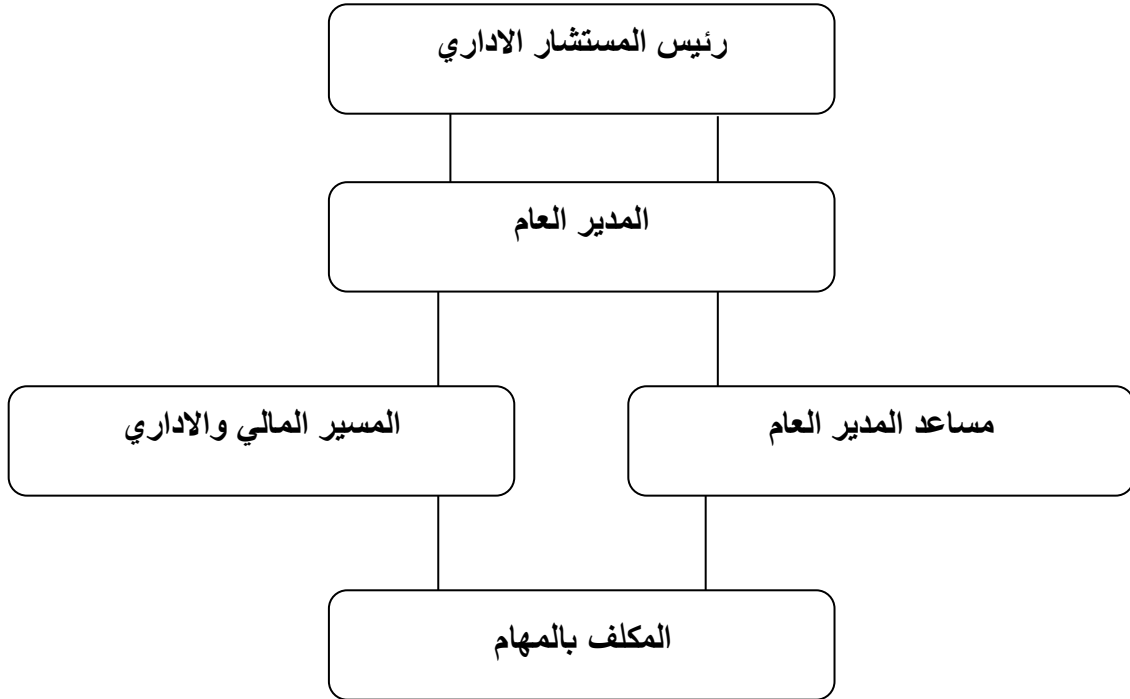 رئيس المستشار الاداري
المدير العام
مساعد المدير العام
المسير المالي والاداري
المكلف بالمهام